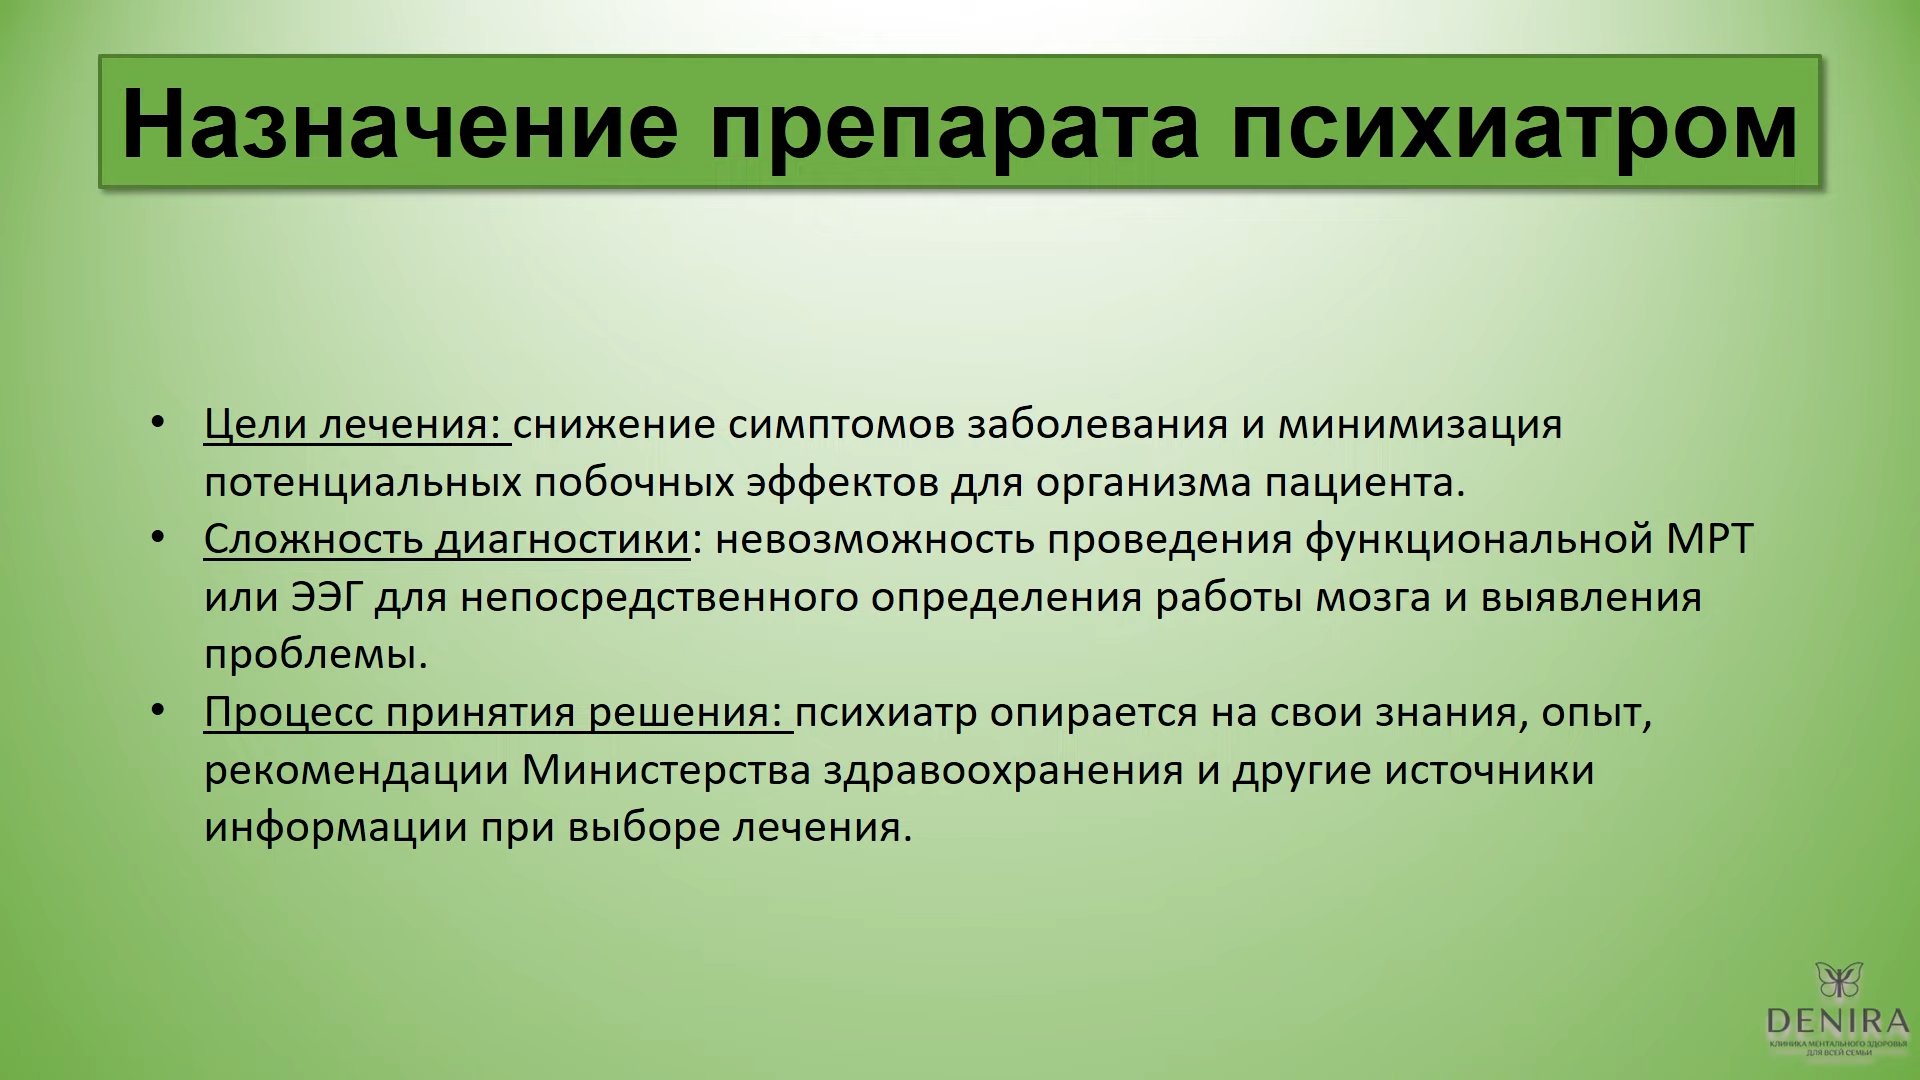 Назначение препарата психиатром
• Цели лечения: снижение симптомов заболевания и минимизация
потенциальных побочных эффектов для организма пациента.
• Сложность диагностики: невозможность проведения функциональной МРТ
или ЭЭГ для непосредственного определения работы мозга и выявления
проблемы.
• Процесс принятия решения: психиатр опирается на свои знания, опыт,
рекомендации Министерства здравоохранения и другие источники
информации при выборе лечения.
DENIRA
КЛИНИКА МЕНТАЛЬНОГО ЗДОРОВЬЯ
ДЛЯ ВСЕЙ СЕМЬИ